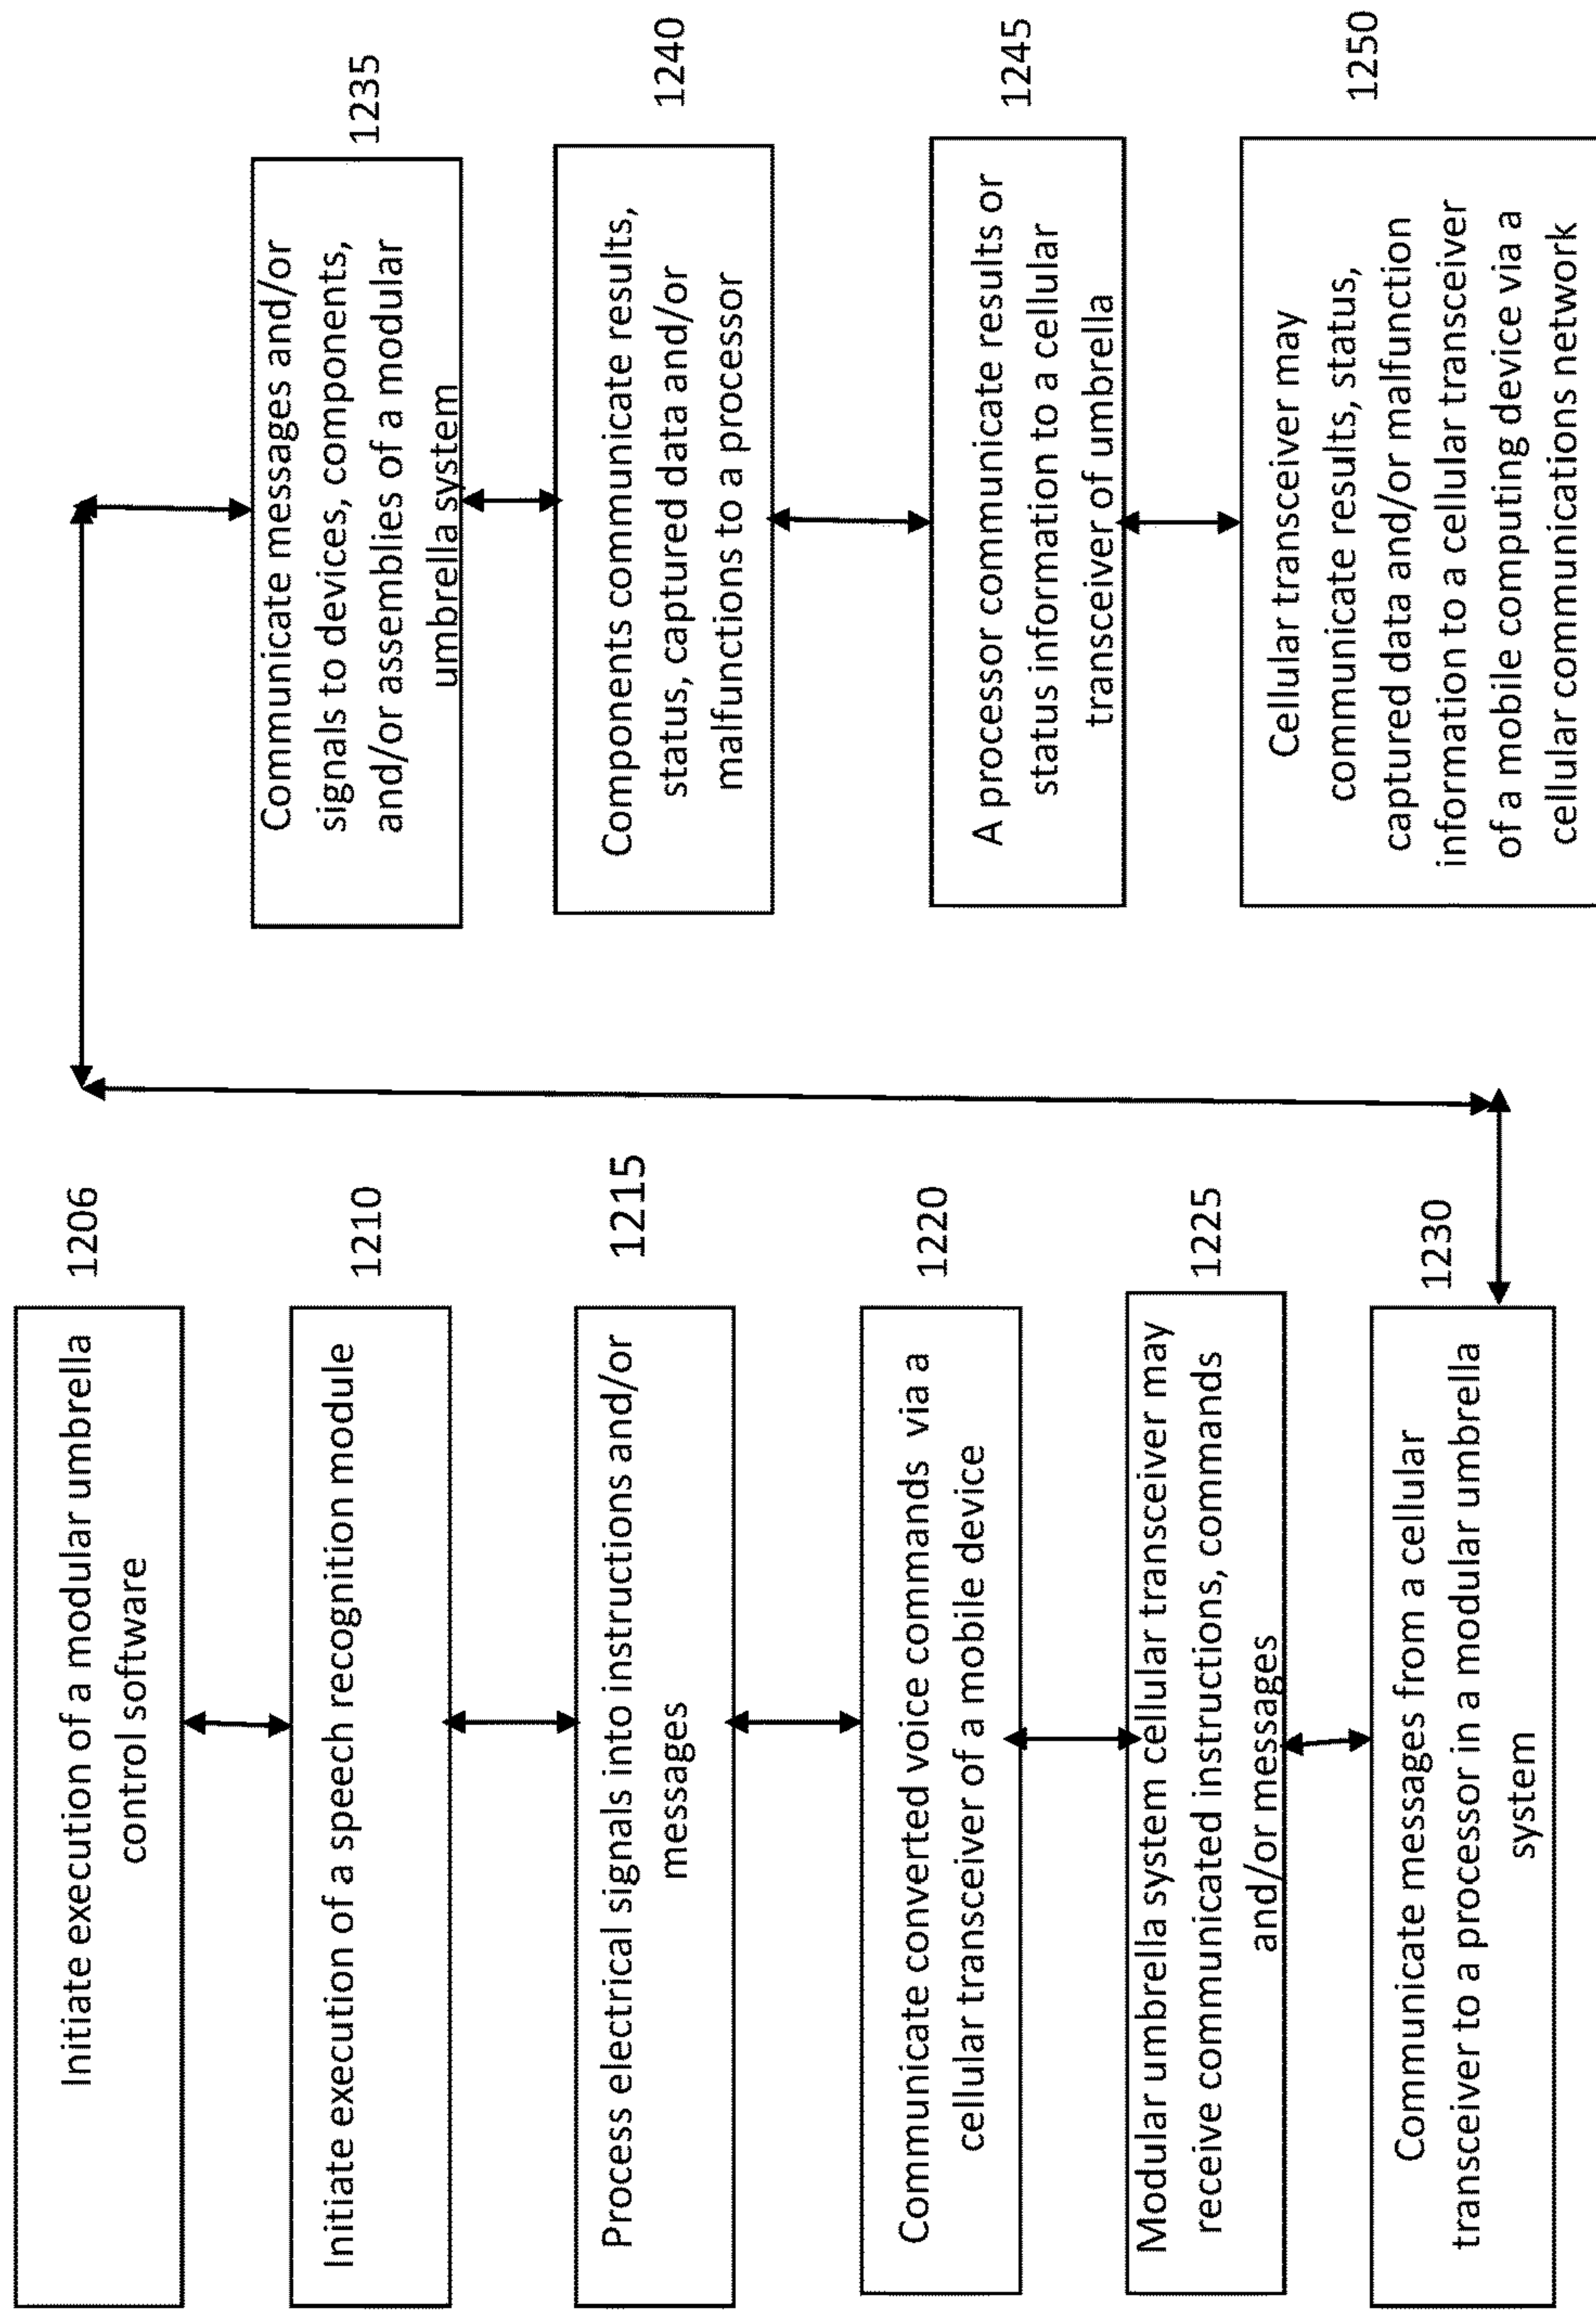 Initiate execution of a modular umbrella
control software
1206
Initiate execution of a speech recognition module
1210
Process electrical signals into instructions and/or
messages
1215
Communicate converted voice commands via a
cellular transceiver of a mobile device
1220
Modular umbrella system cellular transceiver may
receive communicated instructions, commands
and/or messages
1225
Communicate messages from a cellular
transceiver to a processor in a modular umbrella
system
1230
Communicate messages and/or
signals to devices, components,
and/or assemblies of a modular
umbrella system
1235
Components communicate results,
status, captured data and/or
malfunctions to a processor
1240
A processor communicate results or
status information to a cellular
transceiver of umbrella
1245
Cellular transceiver may
communicate results, status,
captured data and/or malfunction
information to a cellular transceiver
of a mobile computing device via a
cellular communications network
1250